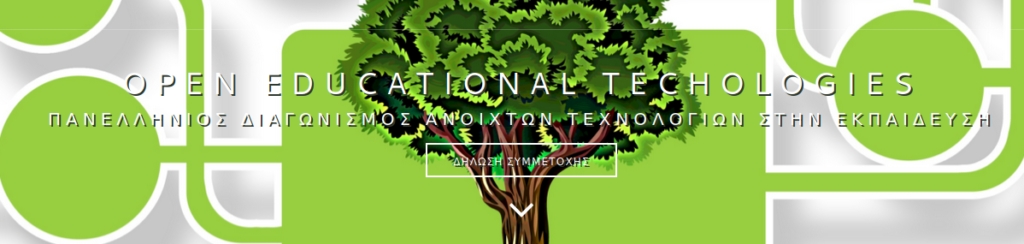 OPEN EDUCATIONAL TECHOLOGIES
ΠΑΝΕΛΛΗΝΙΟΣ ΔΙΑΓΩΝΙΣΜΟΣ ΑΝΟΙΧΤΩΝ ΤΕΧΝΟΛΟΓΙΩΝ ΣΤΗΝ ΕΚΠΑΙΔΕΥΣΗ
ΔΗΛΩΣΗ ΣΥΜΜΕΤΟΧΗΣ